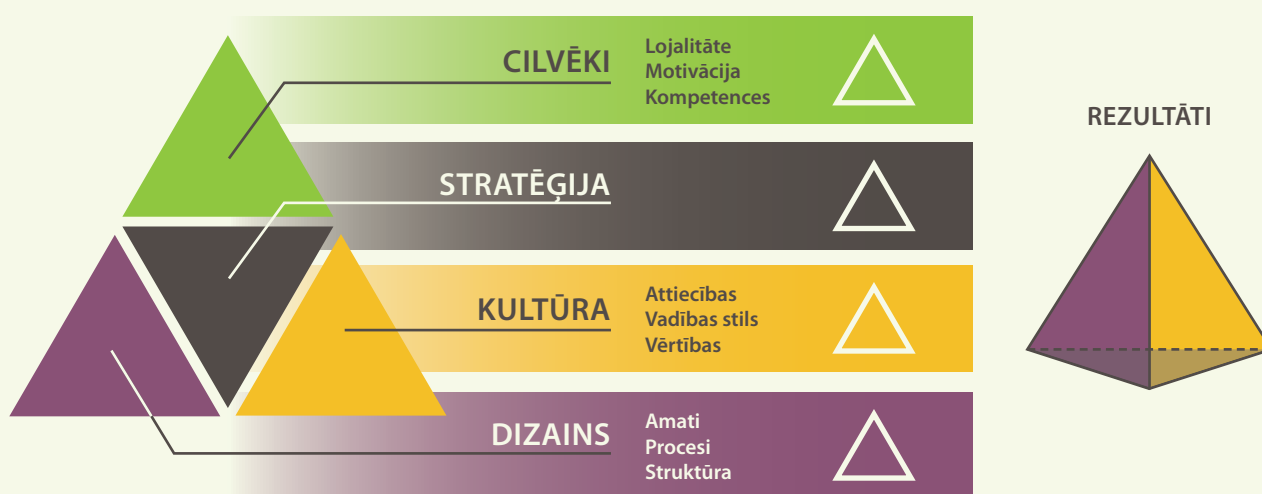 CILVĒKI
Lojalitāte
Motivācija
Kompetences
STRATĒĢIJA
KULTŪRA
Attiecības
Vadības stils
Vērtības
DIZAINS
Amati
Procesi
Struktūra
REZULTĀTI